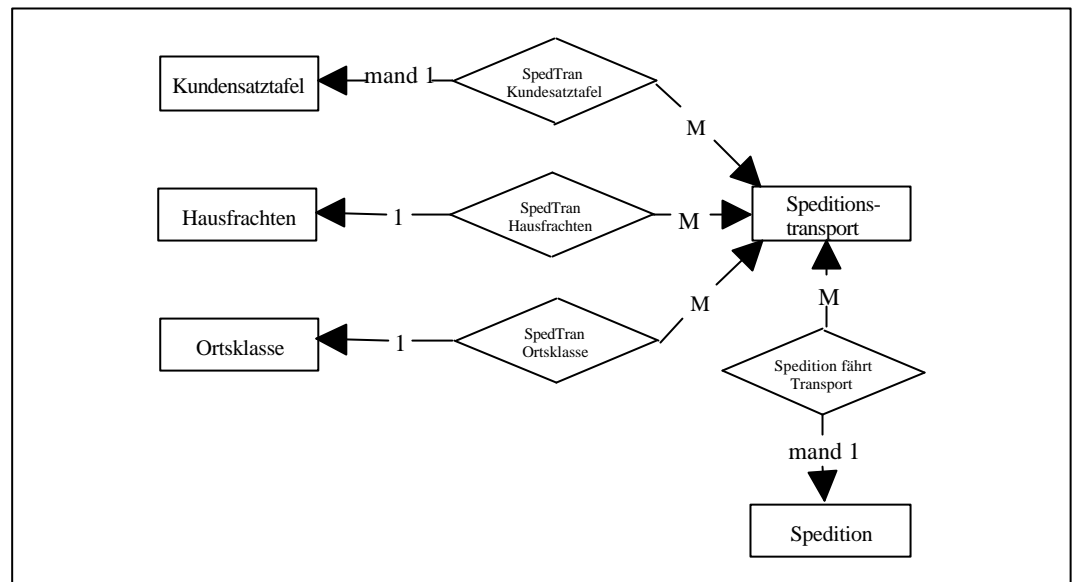 Kundensatztafel
mand 1
SpedTran
Kundesatztafel
M
Hausfrachten
1
SpedTran
Hausfrachten
M
Speditions-
transport
Ortsklasse
1
SpedTran
Ortsklasse
M
M
Spedition fährt
Transport
mand 1
Spedition